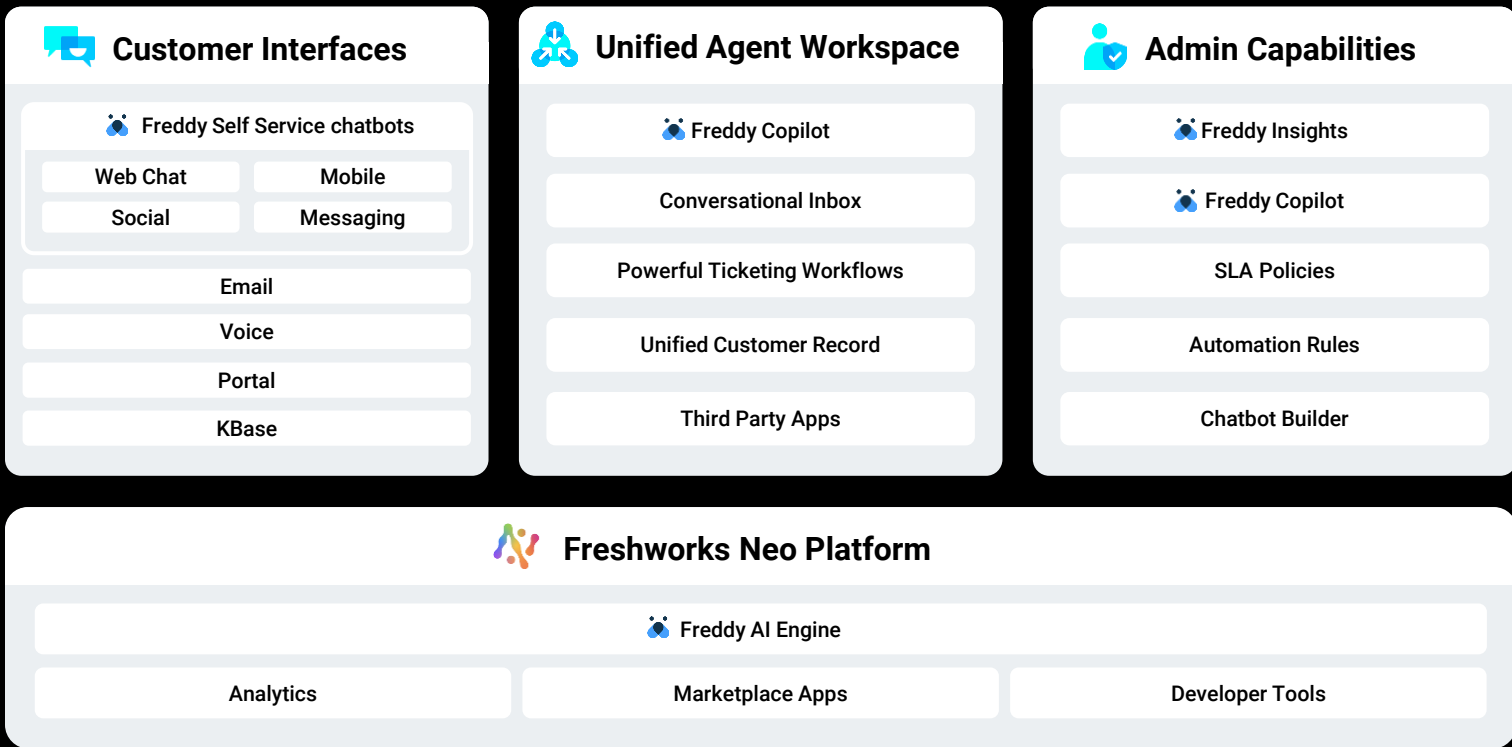 Customer Interfaces
Freddy Self Service chatbots
Web Chat
Mobile
Social
Messaging
Email
Voice
Portal
KBase
Unified Agent Workspace
Freddy Copilot
Conversational Inbox
Powerful Ticketing Workflows
Unified Customer Record
Third Party Apps
Admin Capabilities
Freddy Insights
Freddy Copilot
SLA Policies
Automation Rules
Chatbot Builder
Freshworks Neo Platform
Freddy AI Engine
Analytics
Marketplace Apps
Developer Tools